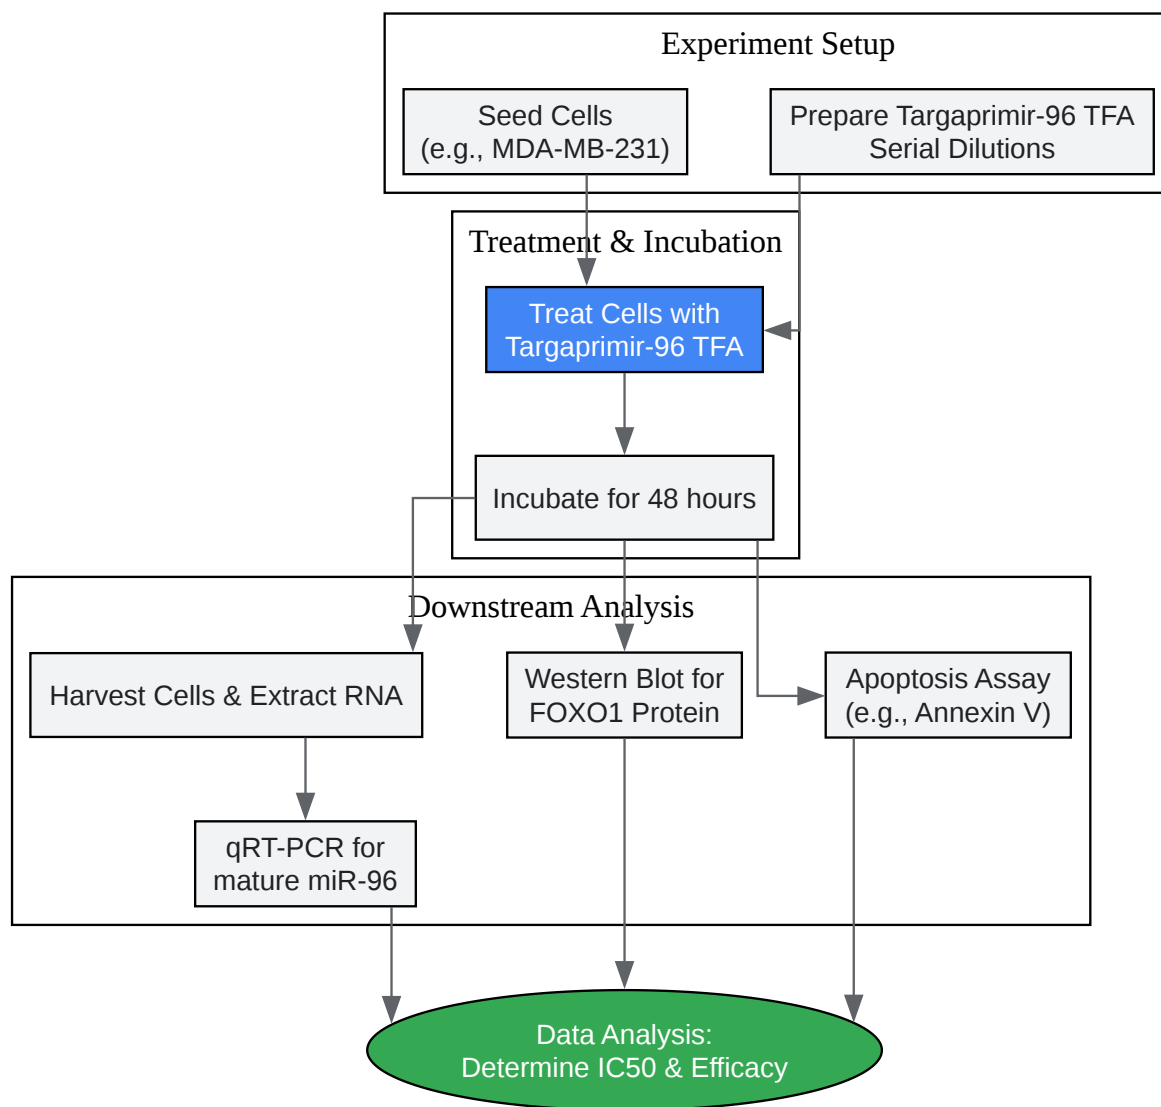 Experiment Setup
Seed Cells
(e.g., MDA-MB-231)
Prepare Targaprimir-96 TFA
Serial Dilutions
Treatment & Incubation
Treat Cells with
Targaprimir-96 TFA
Incubate for 48 hours
Downstream Analysis
Harvest Cells & Extract RNA
Western Blot for
FOXO1 Protein
Apoptosis Assay
(e.g., Annexin V)
qRT-PCR for
mature miR-96
Data Analysis:
Determine IC50 & Efficacy